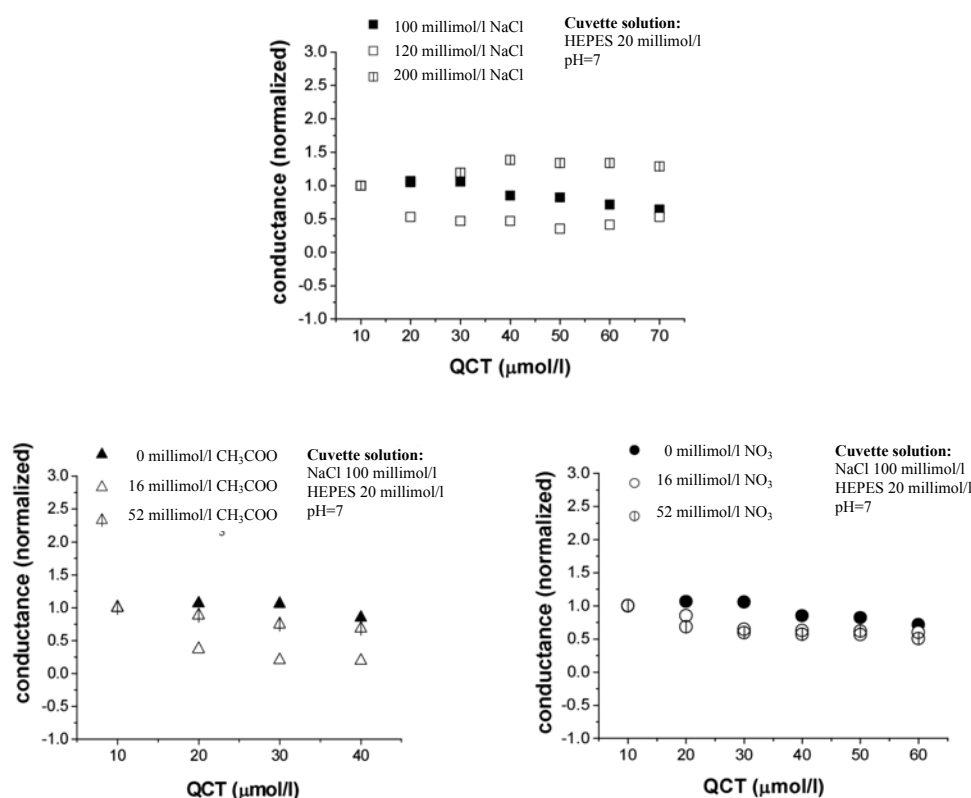 100 millimol/l NaCl
120 millimol/l NaCl
200 millimol/l NaCl
Cuvette solution:
HEPES 20 millimol/l
pH=7
conductance (normalized)
3.0
2.5
2.0
1.5
1.0
0.5
0.0
-0.5
-1.0
10 20 30 40 50 60 70
QCT (μmol/l)
0 millimol/l CH₃COO
16 millimol/l CH₃COO
52 millimol/l CH₃COO
Cuvette solution:
NaCl 100 millimol/l
HEPES 20 millimol/l
pH=7
conductance (normalized)
3.0
2.5
2.0
1.5
1.0
0.5
0.0
-0.5
-1.0
10 20 30 40
QCT (μmol/l)
0 millimol/l NO₃
16 millimol/l NO₃
52 millimol/l NO₃
Cuvette solution:
NaCl 100 millimol/l
HEPES 20 millimol/l
pH=7
conductance (normalized)
3.0
2.5
2.0
1.5
1.0
0.5
0.0
-0.5
-1.0
10 20 30 40 50 60
QCT (μmol/l)